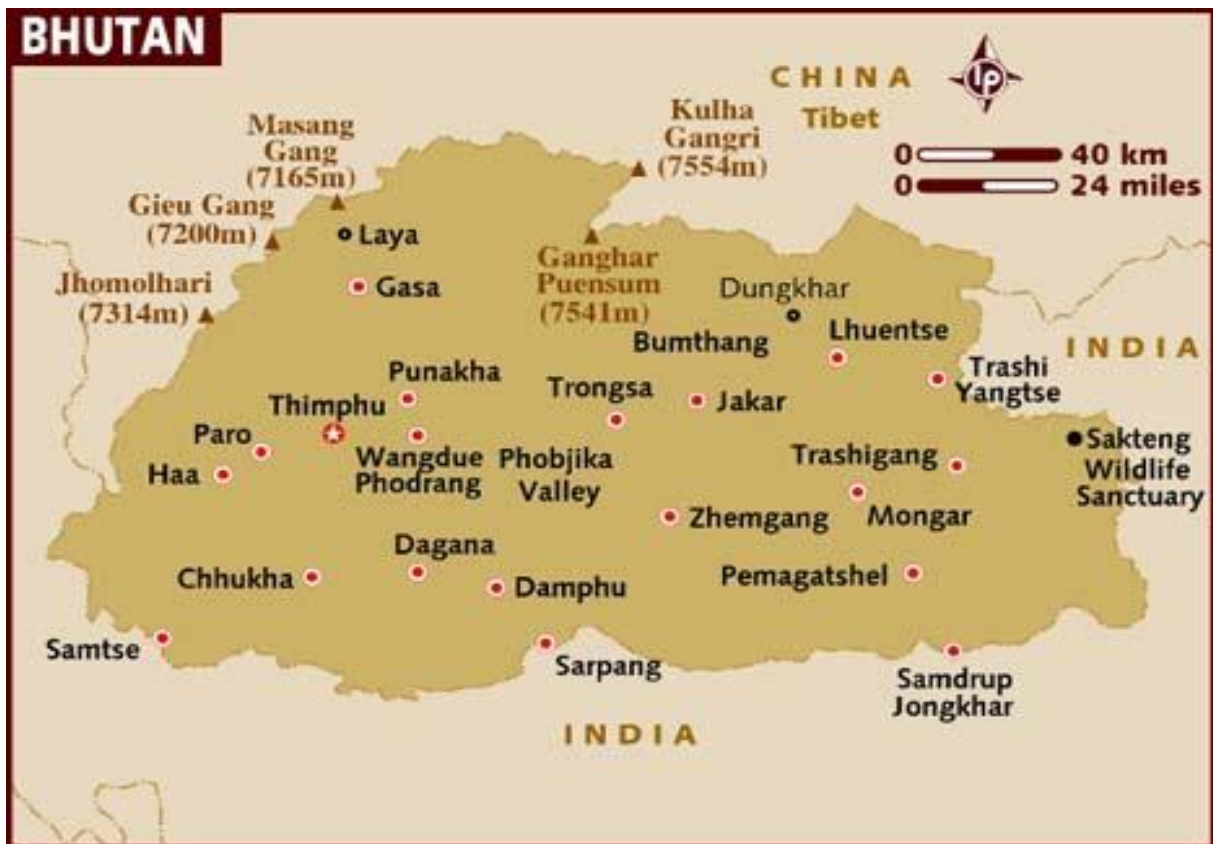 BHUTAN
CHINA
Tibet
lp
0 40 km
0 24 miles
Kulha
Gangri
(7554m)
Masang
Gang
(7165m)
Gieu Gang
(7200m)
Jhomolhari
(7314m)
Laya
Gasa
Ganghar
Puensum
(7541m)
Dungkhar
Bumthang
Lhuentse
INDIA
Trashi
Yangtse
Punakha
Thimphu
Trongsa
Jakar
Paro
Haa
Wangdue
Phodrang
Phobjika
Valley
Trashigang
Sakteng
Wildlife
Sanctuary
Zhemgang
Mongar
Dagana
Chhukha
Damphu
Pemagatshel
Samtse
Sarpang
Samdrup
Jongkhar
INDIA